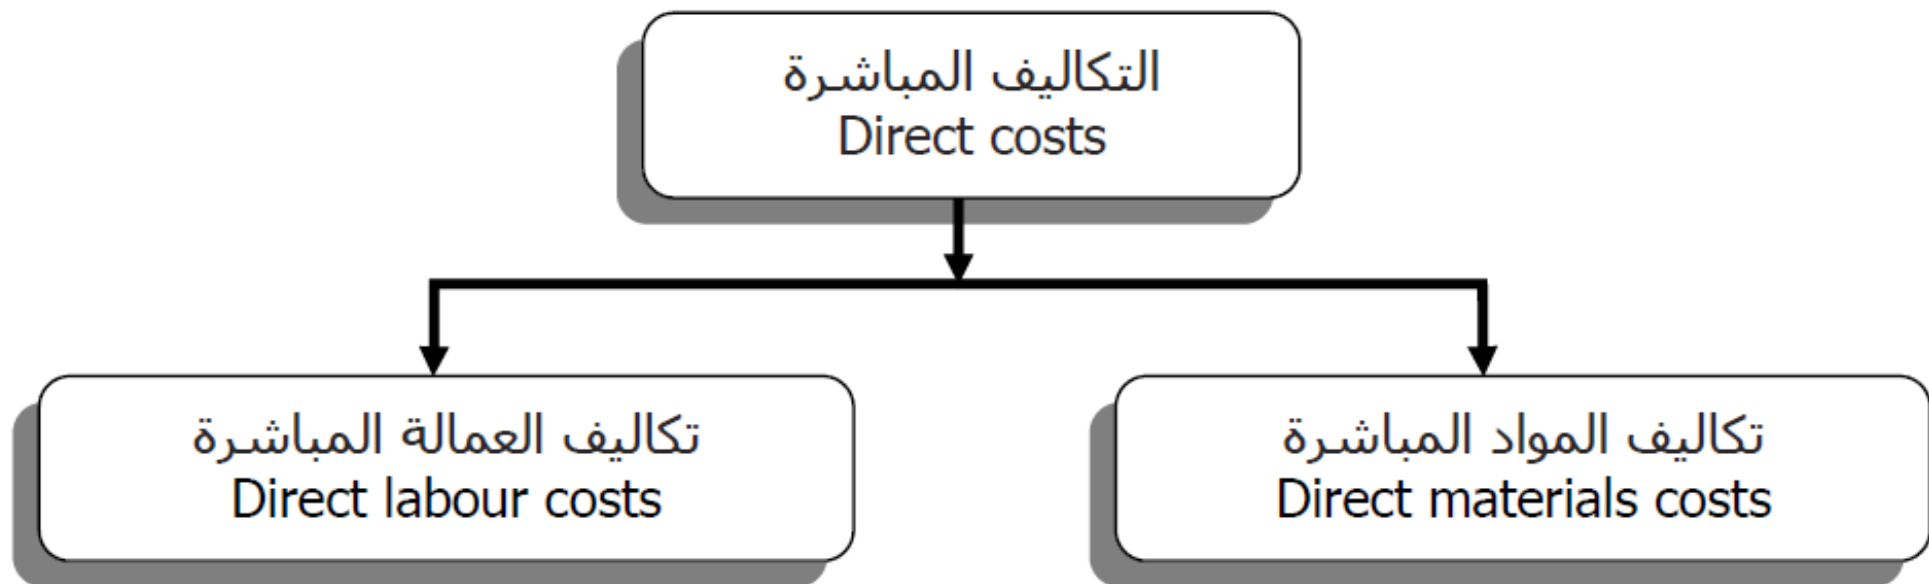 التكاليف المباشرة
Direct costs
تكاليف المواد المباشرة
Direct materials costs
تكاليف العمالة المباشرة
Direct labour costs